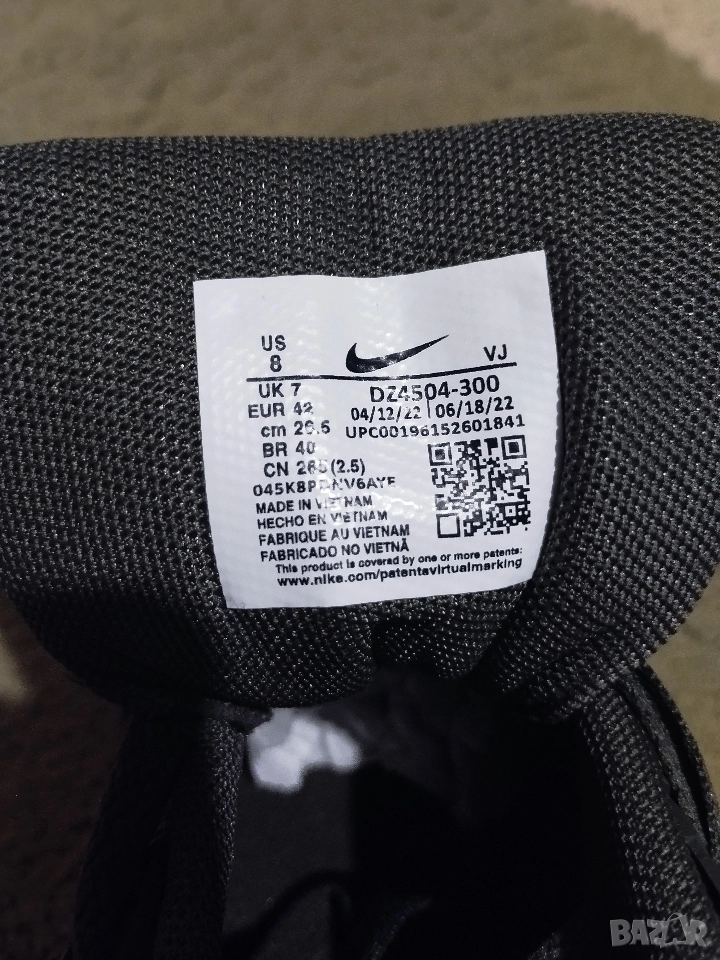 US
8
VJ
UK 7
EUR 42
cm 26.5
BR 40
CN 265 (2.5)
DZ4504-300
04/12/22 | 06/18/22
UPC00196152601841
MADE IN VIETNAM
HECHO EN VIETNAM
FABRIQUE AU VIETNAM
FABRICADO NO VIETNÃ
This product is covered by one or more patents:
www.nike.com/patentsvirtualmarking
BAZAR